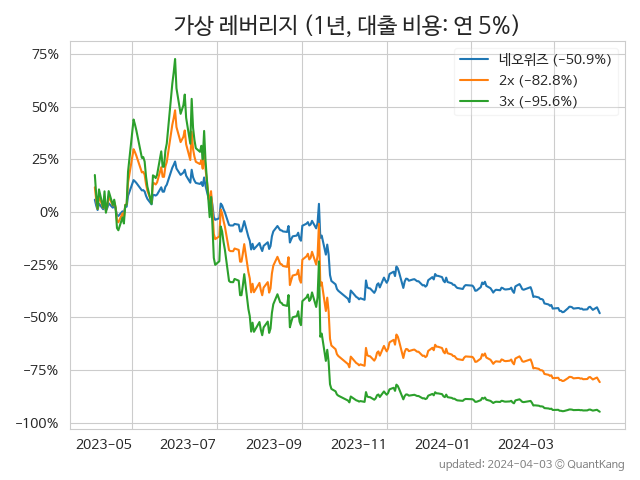 가상 레버리지 (1년, 대출 비용: 연 5%)
네오위즈 (−50.9%)
2x (−82.8%)
3x (−95.6%)
75%
50%
25%
0%
−25%
−50%
−75%
−100%
2023-05 2023-07 2023-09 2023-11 2024-01 2024-03
updated: 2024-04-03 © QuantKang